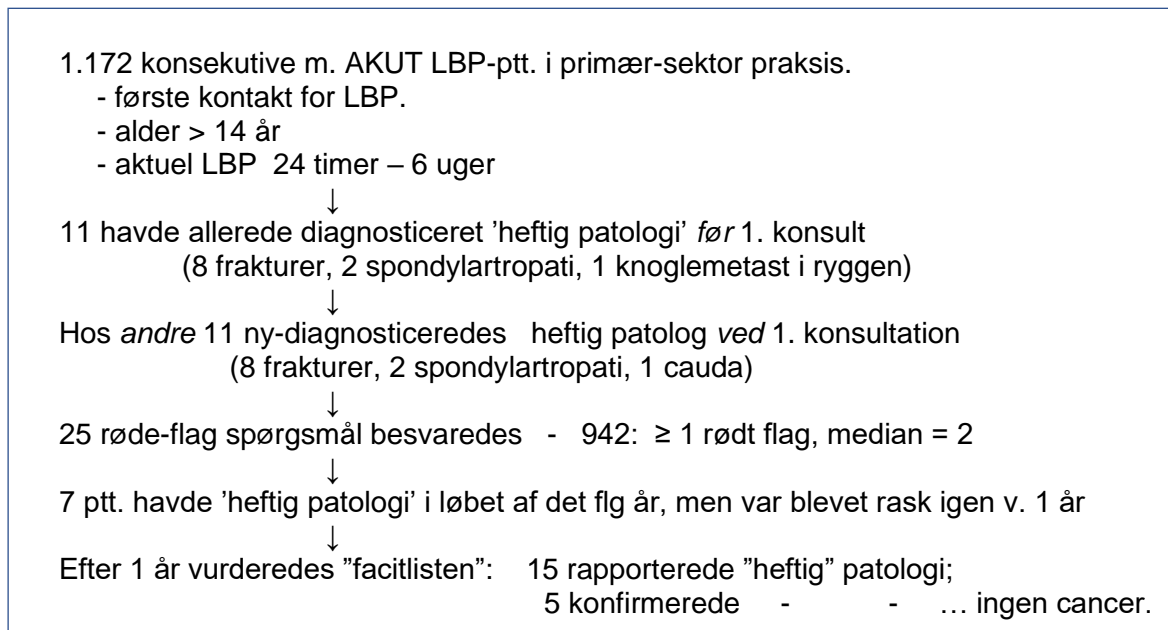 1.172 konsekutive m. AKUT LBP-ptt. i primær-sektor praksis.
- første kontakt for LBP.
- alder > 14 år
- aktuel LBP 24 timer – 6 uger
↓
11 havde allerede diagnosticeret ’heftig patologi’ før 1. konsult
(8 frakturer, 2 spondylartropati, 1 knoglemetast i ryggen)
↓
Hos andre 11 ny-diagnosticeredes heftig patolog ved 1. konsultation
(8 frakturer, 2 spondylartropati, 1 cauda)
↓
25 røde-flag spørgsmål besvaredes - 942: ≥ 1 rødt flag, median = 2
↓
7 ptt. havde ’heftig patologi’ i løbet af det flg år, men var blevet rask igen v. 1 år
↓
Efter 1 år vurderedes ”facitlisten”: 15 rapporterede ”heftig” patologi;
5 konfirmerede - - … ingen cancer.